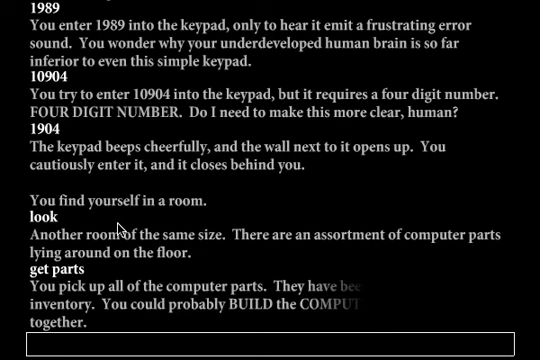 1989
You enter 1989 into the keypad, only to hear it emit a frustrating error
sound. You wonder why your underdeveloped human brain is so far
inferior to even this simple keypad.
10904
You try to enter 10904 into the keypad, but it requires a four digit number.
FOUR DIGIT NUMBER. Do I need to make this more clear, human?
1904
The keypad beeps cheerfully, and the wall next to it opens up. You
cautiously enter it, and it closes behind you.
You find yourself in a room.
look
Another room of the same size. There are an assortment of computer parts
lying around on the floor.
get parts
You pick up all of the computer parts. They have
inventory. You could probably BUILD the COMPUT
together.